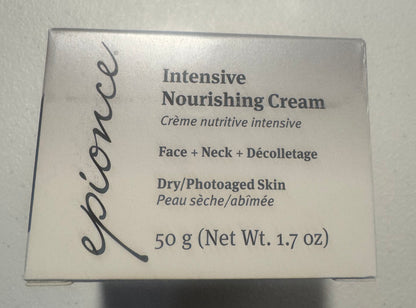 epionce
Intensive
Nourishing Cream
Crème nutritive intensive
Face + Neck + Décolletage
Dry/Photoaged Skin
Peau sèche/abîmée
50 g (Net Wt. 1.7 oz)